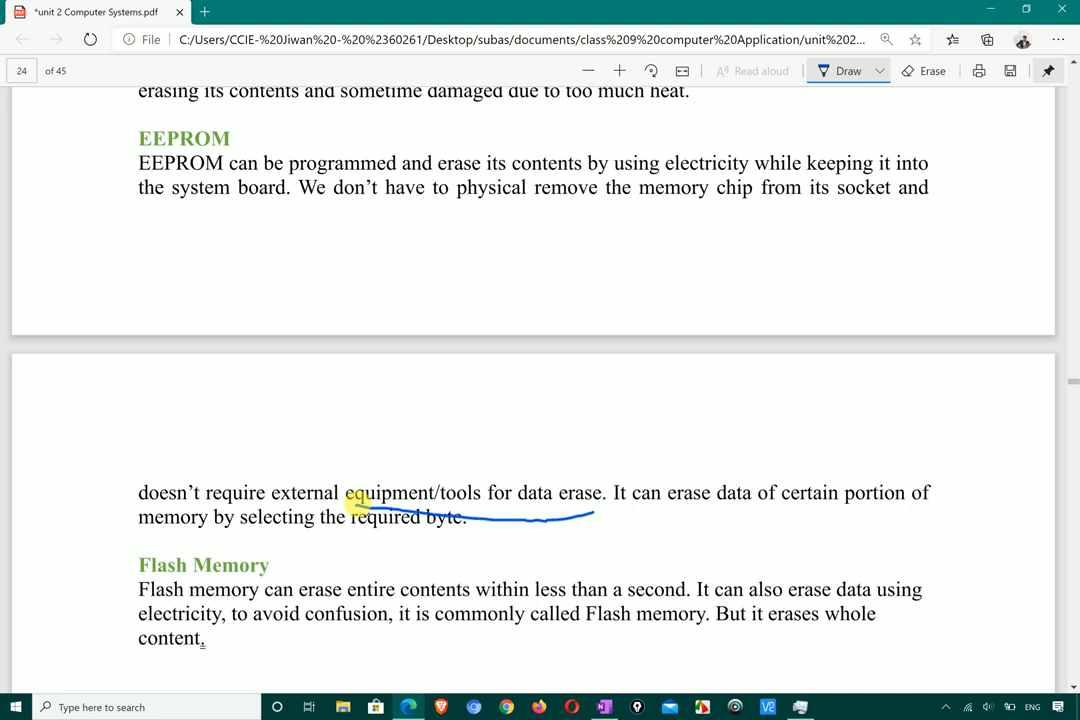 *unit 2 Computer Systems.pdf
File C:/Users/CCIE-%20Jiwan%20-%20%2360261/Desktop/subas/documents/class%209%20computer%20Application/unit%202...
24 of 45 Read aloud Draw Erase
erasing its contents and sometime damaged due to too much heat.
EEPROM
EEPROM can be programmed and erase its contents by using electricity while keeping it into
the system board. We don’t have to physical remove the memory chip from its socket and
doesn’t require external equipment/tools for data erase. It can erase data of certain portion of
memory by selecting the required byte.
Flash Memory
Flash memory can erase entire contents within less than a second. It can also erase data using
electricity, to avoid confusion, it is commonly called Flash memory. But it erases whole
content.
Type here to search ENG